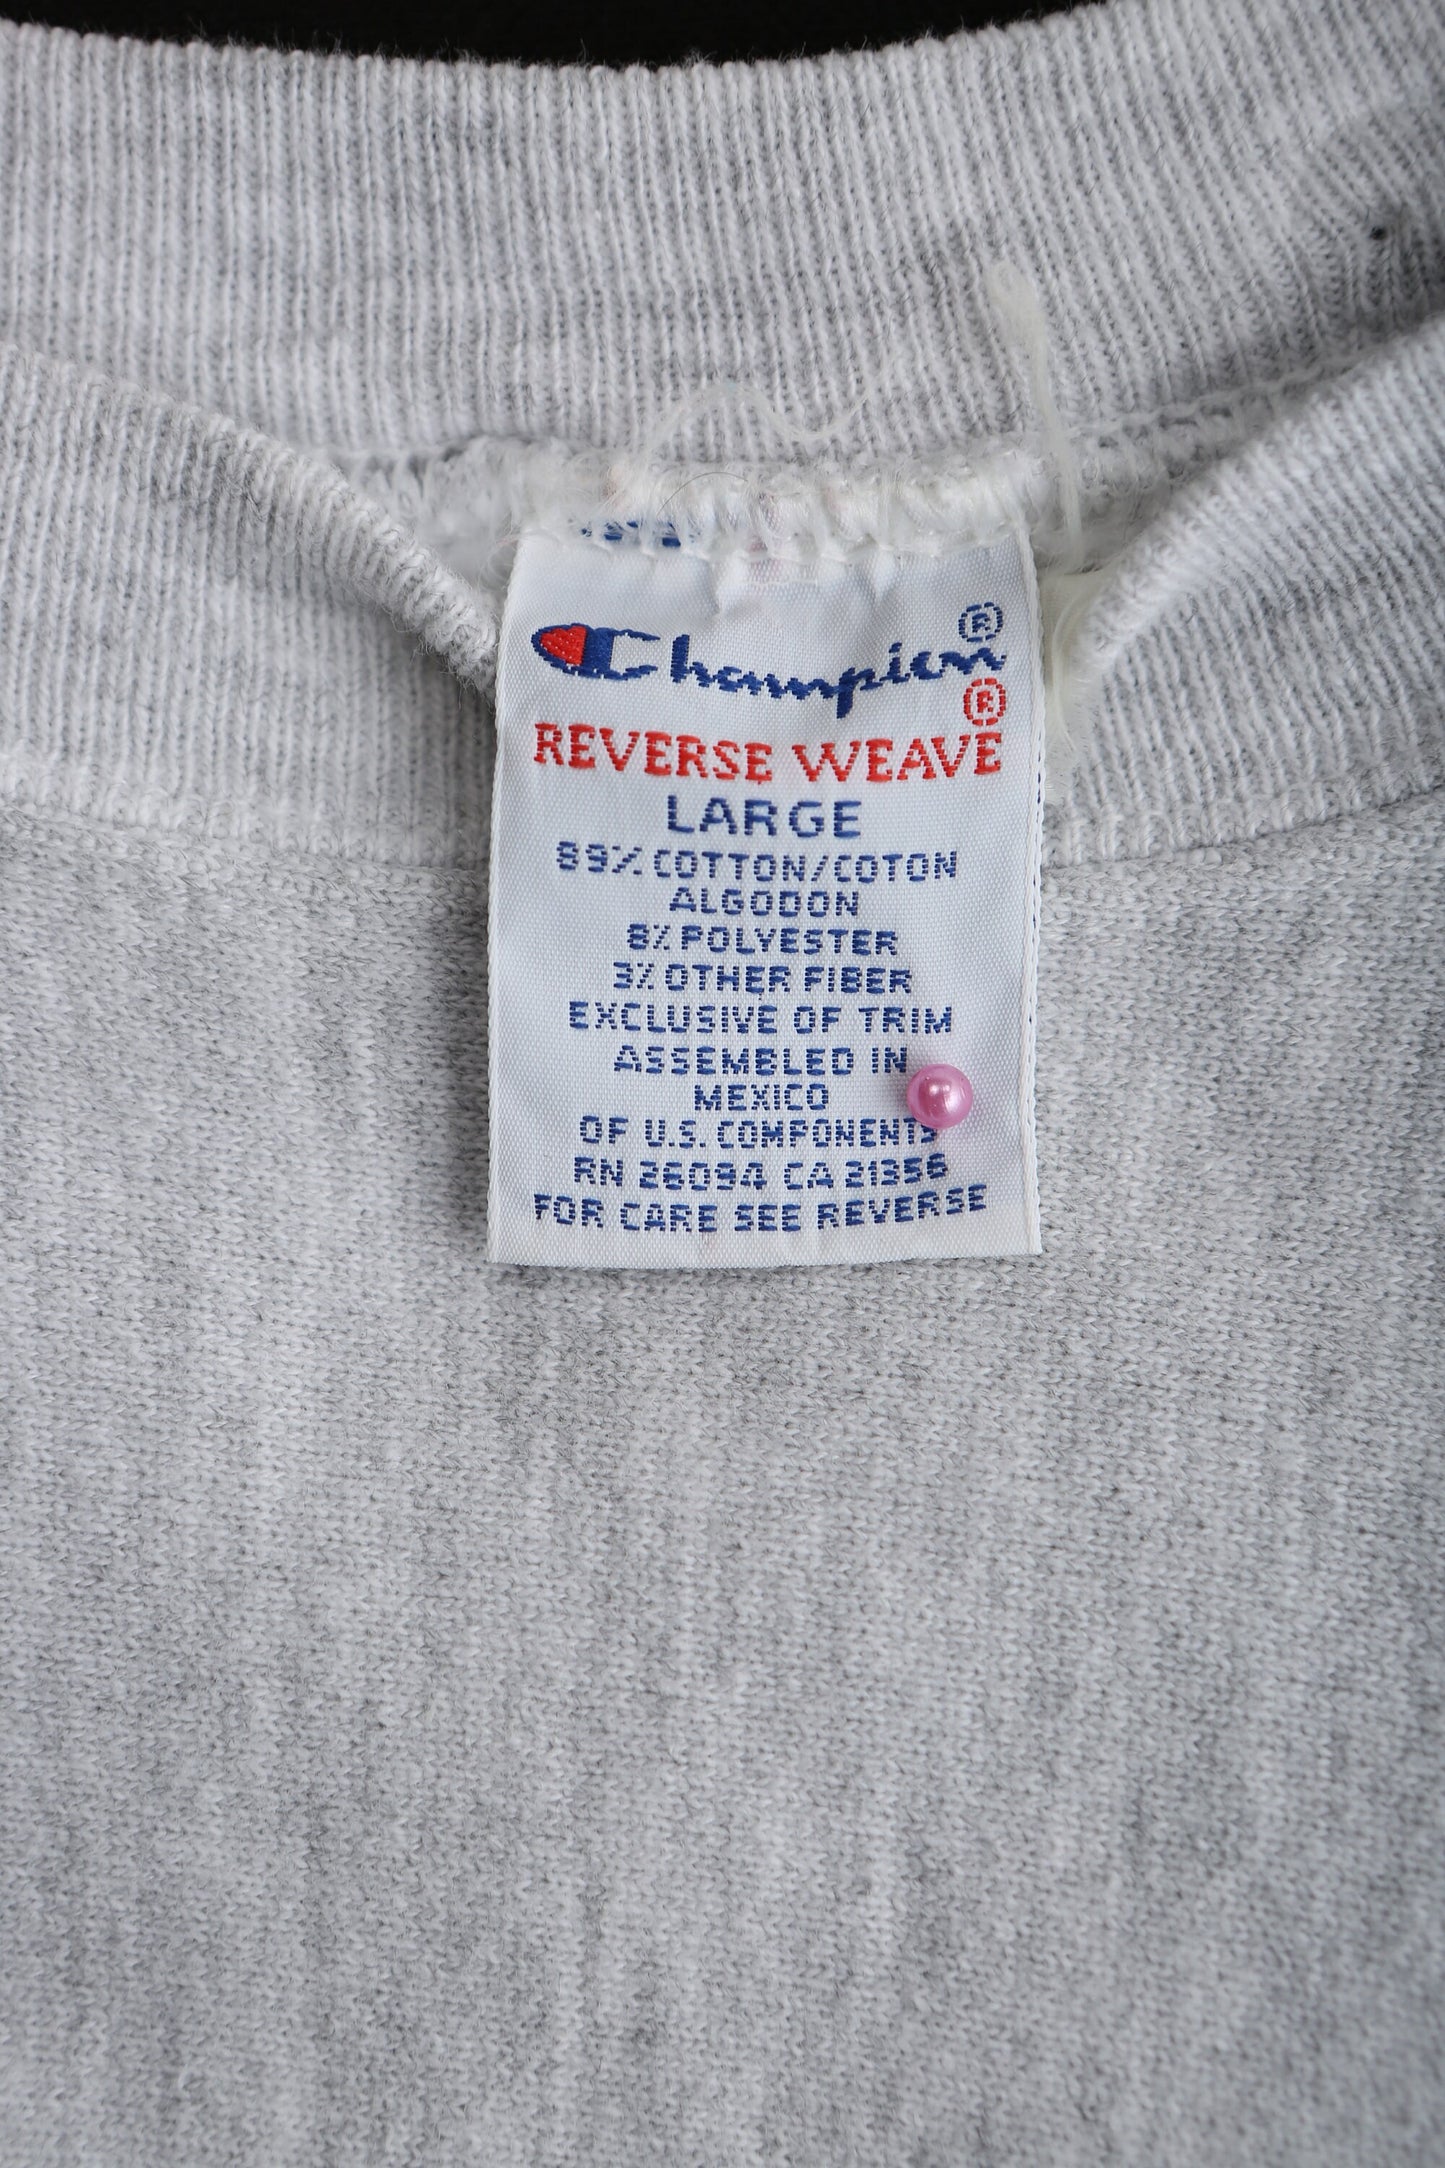 Champion®
REVERSE WEAVE®
LARGE
89% COTTON/COTON
ALGODON
8% POLYESTER
3% OTHER FIBER
EXCLUSIVE OF TRIM
ASSEMBLED IN
MEXICO
OF U.S. COMPONENTS
RN 26094 CA 21356
FOR CARE SEE REVERSE